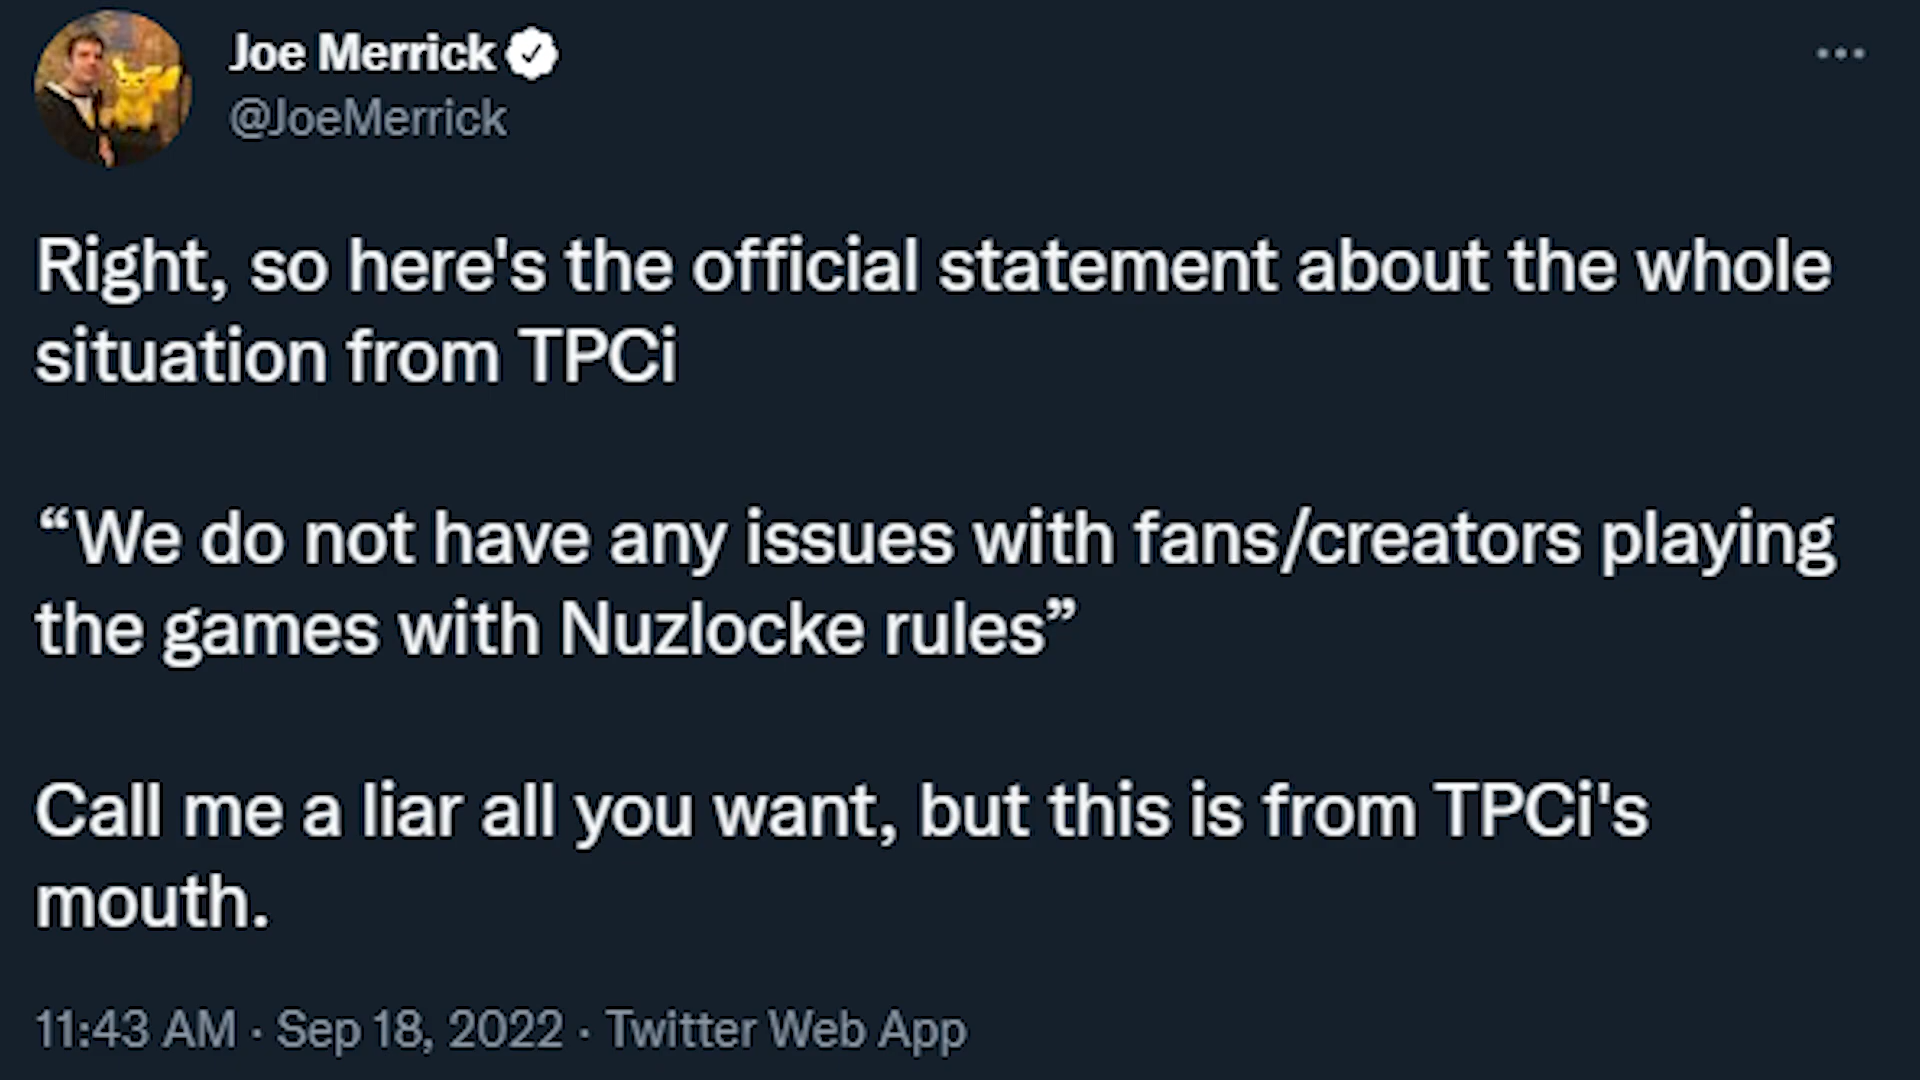 Joe Merrick
@JoeMerrick
Right, so here's the official statement about the whole
situation from TPCi
“We do not have any issues with fans/creators playing
the games with Nuzlocke rules”
Call me a liar all you want, but this is from TPCi's
mouth.
11:43 AM · Sep 18, 2022 · Twitter Web App